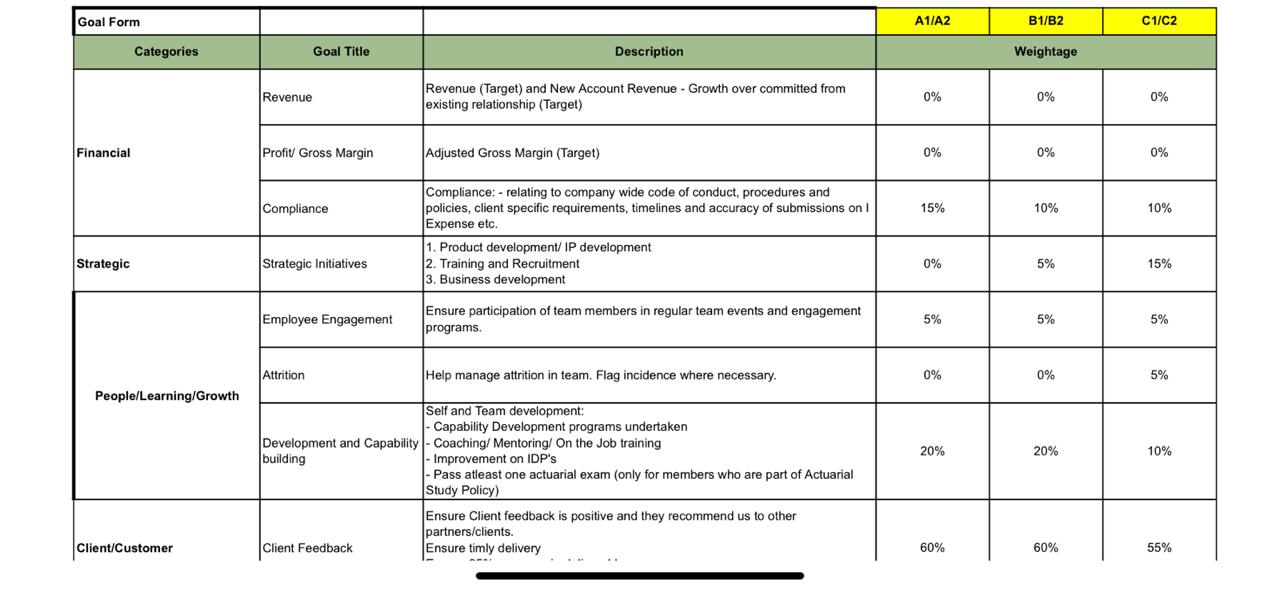 Goal Form A1/A2 B1/B2 C1/C2
Categories Goal Title Description Weightage
Financial
Revenue
Revenue (Target) and New Account Revenue - Growth over committed from
existing relationship (Target)
0% 0% 0%
Profit/ Gross Margin
Adjusted Gross Margin (Target)
0% 0% 0%
Compliance
Compliance: - relating to company wide code of conduct, procedures and
policies, client specific requirements, timelines and accuracy of submissions on I
Expense etc.
15% 10% 10%
Strategic
Strategic Initiatives
1. Product development/ IP development
2. Training and Recruitment
3. Business development
0% 5% 15%
People/Learning/Growth
Employee Engagement
Ensure participation of team members in regular team events and engagement
programs.
5% 5% 5%
Attrition
Help manage attrition in team. Flag incidence where necessary.
0% 0% 5%
Development and Capability
building
Self and Team development:
- Capability Development programs undertaken
- Coaching/ Mentoring/ On the Job training
- Improvement on IDP's
- Pass atleast one actuarial exam (only for members who are part of Actuarial
Study Policy)
20% 20% 10%
Client/Customer
Client Feedback
Ensure Client feedback is positive and they recommend us to other
partners/clients.
Ensure timly delivery
60% 60% 55%